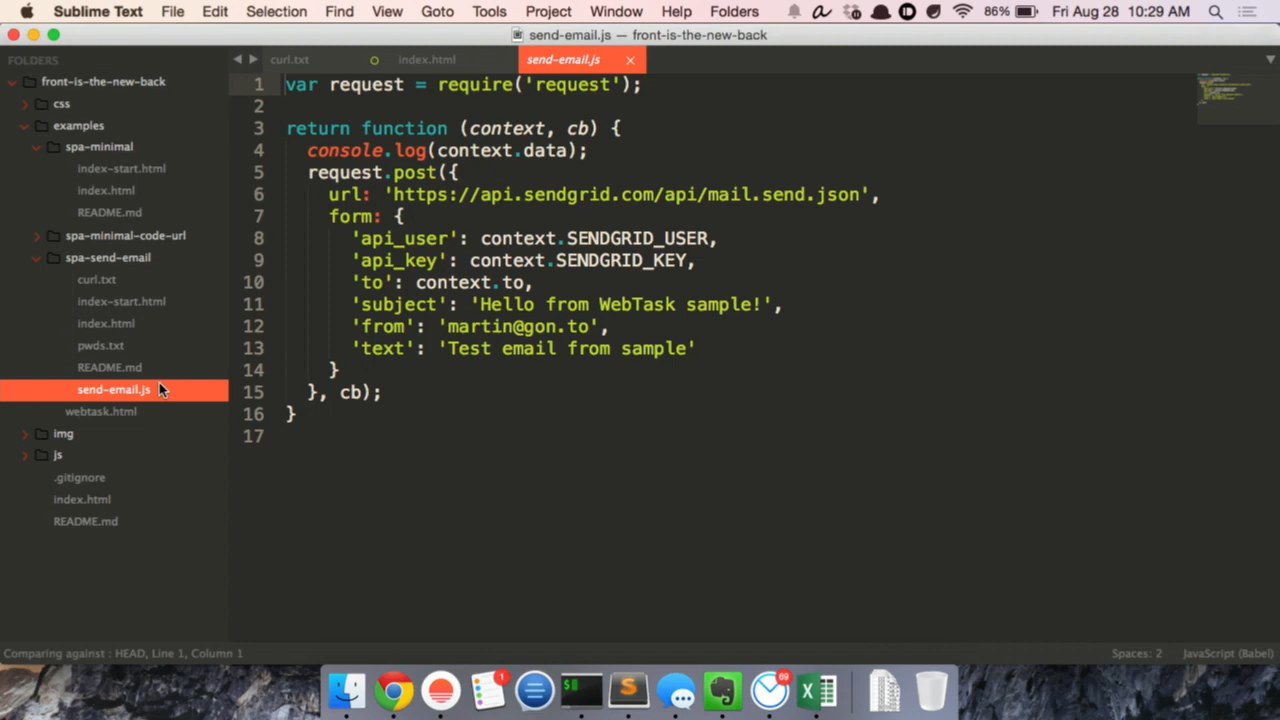 Sublime Text File Edit Selection Find View Goto Tools Project Window Help Folders 86% Fri Aug 28 10:29 AM
send-email.js — front-is-the-new-back
FOLDERS
front-is-the-new-back
css
examples
spa-minimal
index-start.html
index.html
README.md
spa-minimal-code-url
spa-send-email
curl.txt
index-start.html
index.html
pwds.txt
README.md
send-email.js
webtask.html
img
js
.gitignore
index.html
README.md
curl.txt index.html send-email.js
1 var request = require('request');
2
3 return function (context, cb) {
4 console.log(context.data);
5 request.post({
6 url: 'https://api.sendgrid.com/api/mail.send.json',
7 form: {
8 'api_user': context.SENDGRID_USER,
9 'api_key': context.SENDGRID_KEY,
10 'to': context.to,
11 'subject': 'Hello from WebTask sample!',
12 'from': 'martin@gon.to',
13 'text': 'Test email from sample'
14 }
15 }, cb);
16 }
17
Comparing against : HEAD, Line 1, Column 1 Spaces: 2 JavaScript (Babel)
1
$
S
69
X